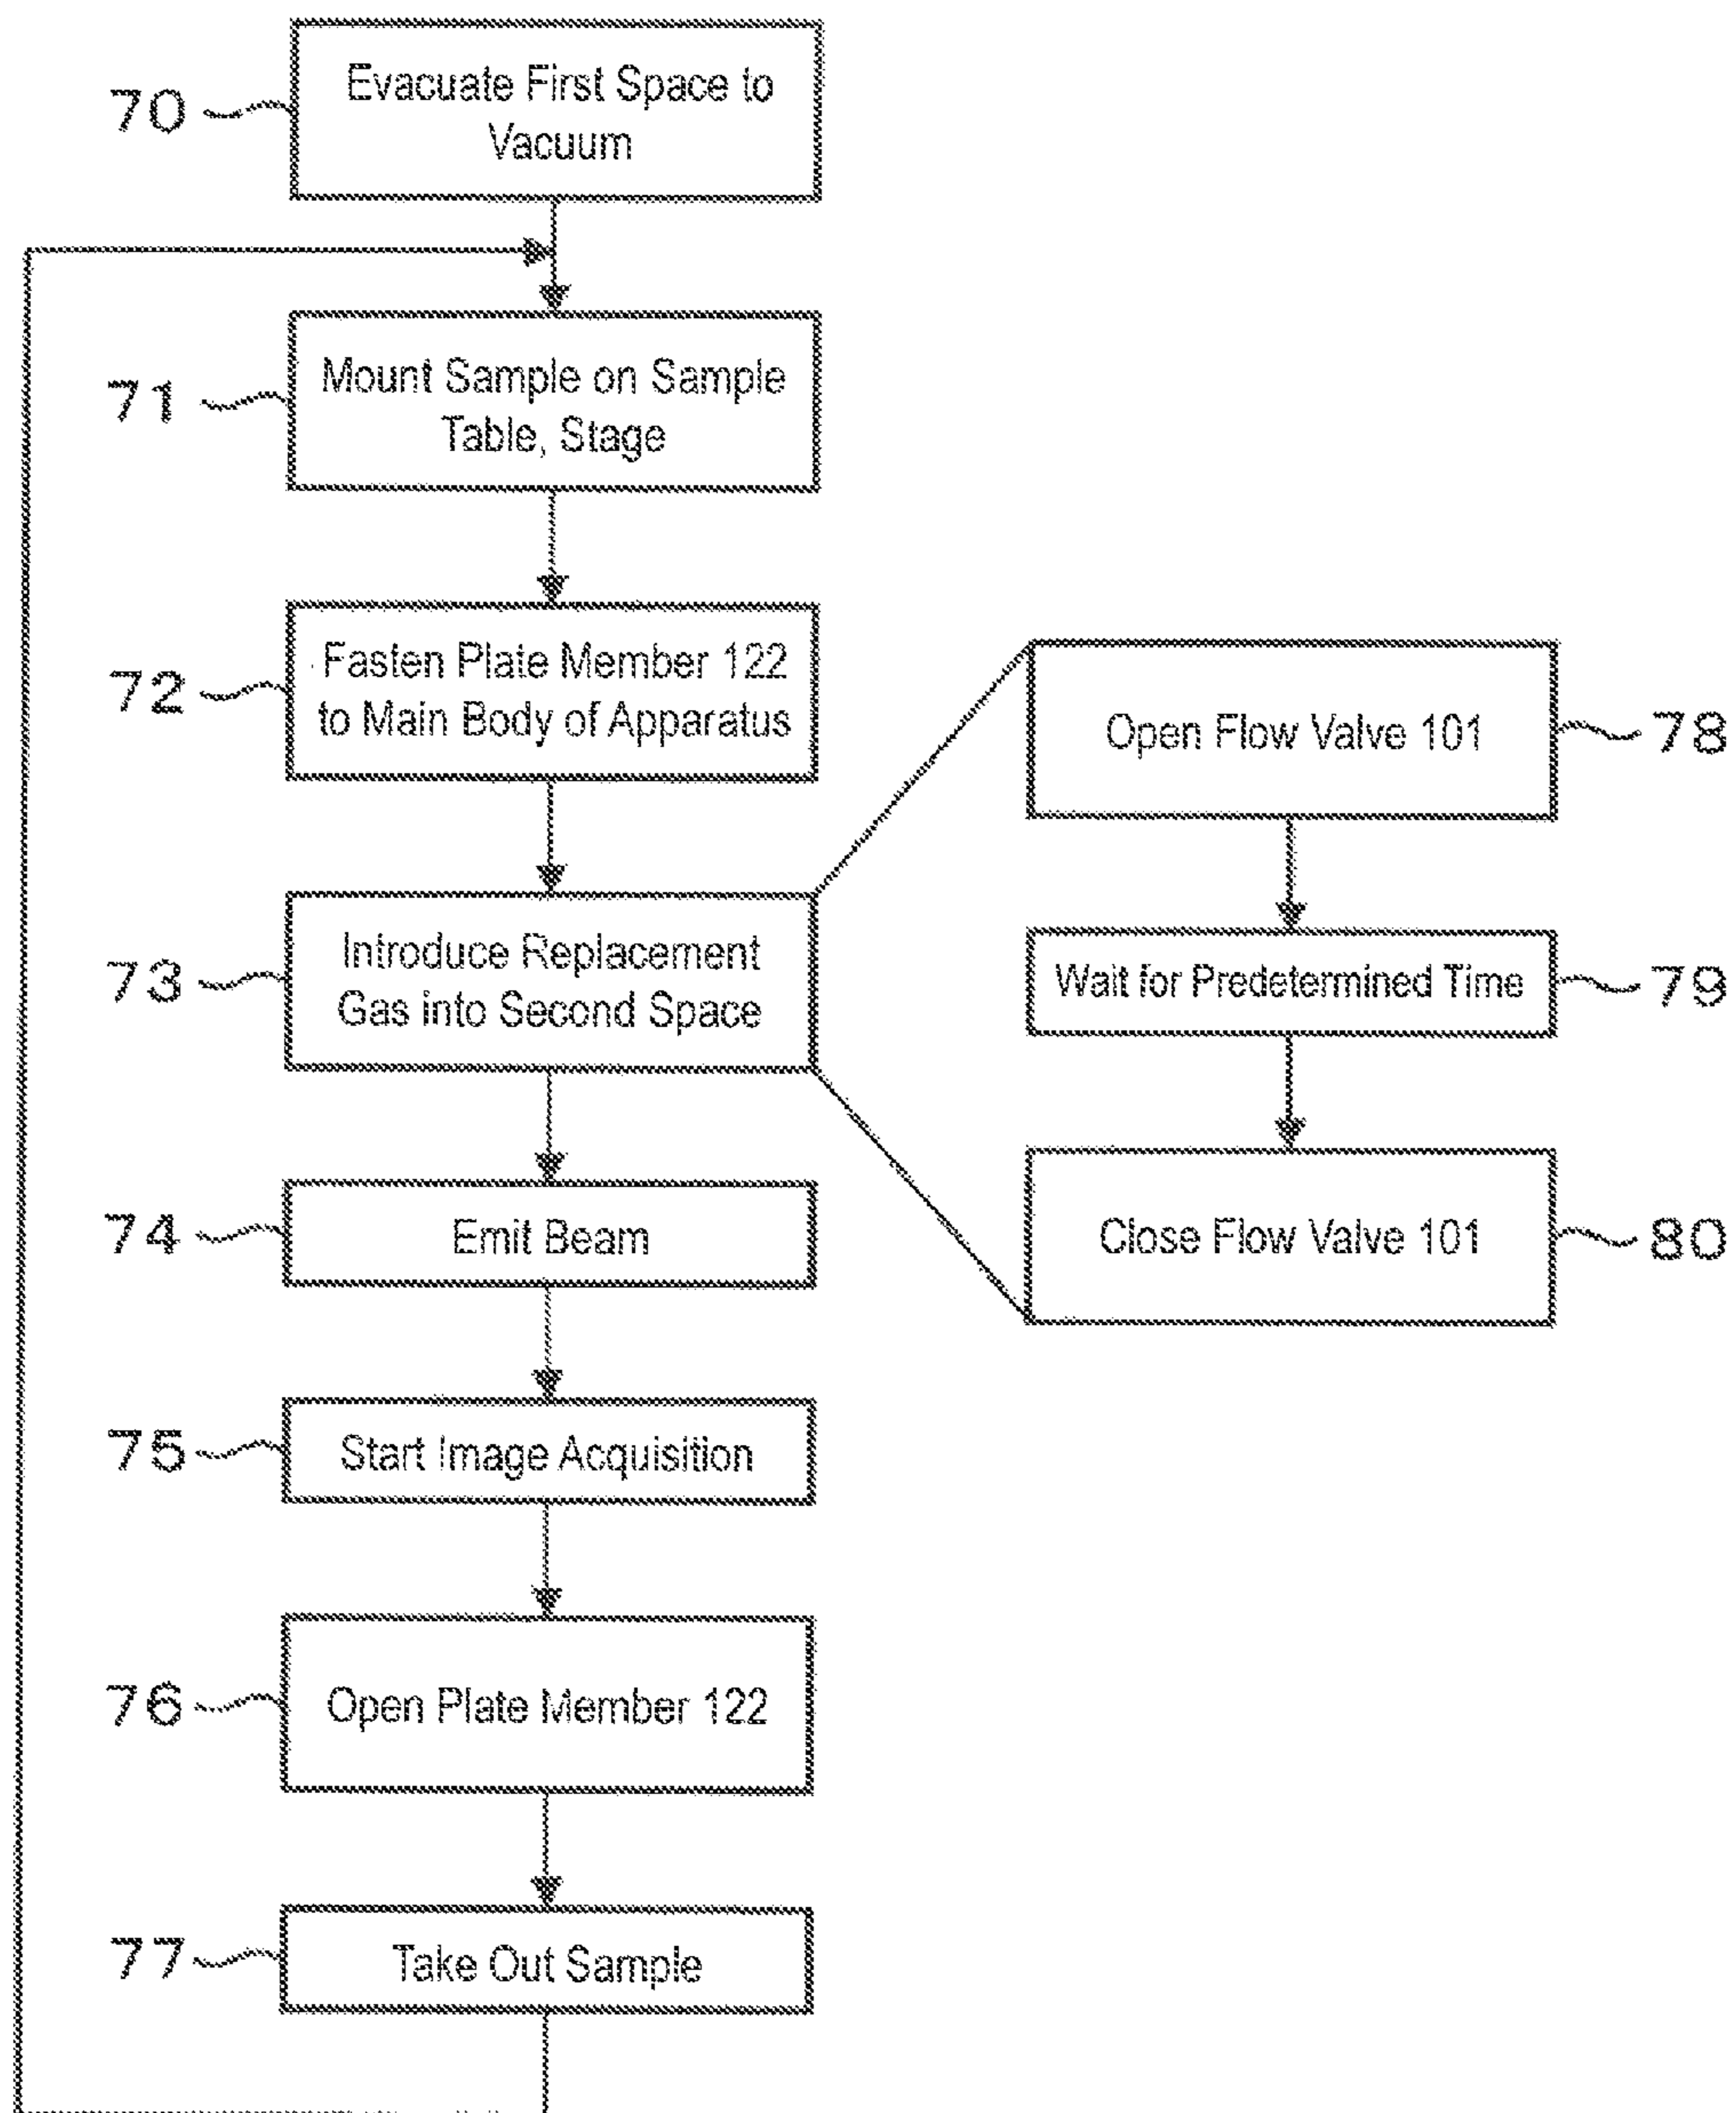 70
Evacuate First Space to
Vacuum
71
Mount Sample on Sample
Table, Stage
72
Fasten Plate Member 122
to Main Body of Apparatus
73
Introduce Replacement
Gas into Second Space
74
Emit Beam
75
Start Image Acquisition
76
Open Plate Member 122
77
Take Out Sample
Open Flow Valve 101
78
Wait for Predetermined Time
79
Close Flow Valve 101
80